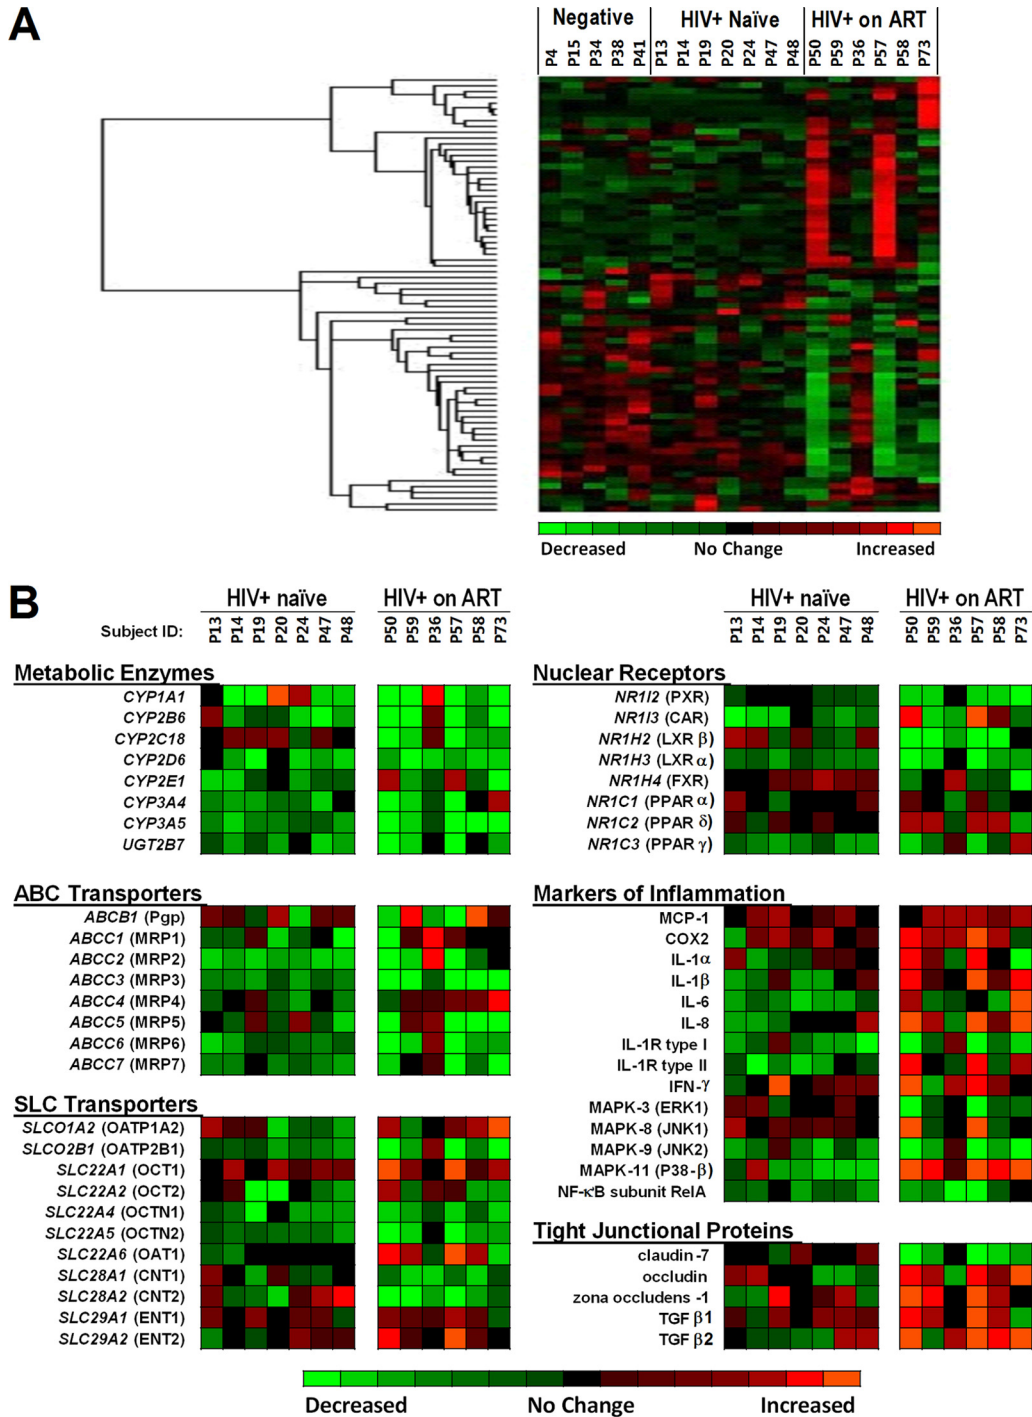 A
Negative HIV+ Naïve HIV+ on ART
P4 P15 P34 P38 P41 P13 P14 P19 P20 P24 P47 P48 P50 P59 P36 P57 P58 P73
Decreased No Change Increased
B
HIV+ naïve HIV+ on ART
Subject ID: P13 P14 P19 P20 P24 P47 P48 P50 P59 P36 P57 P58 P73
Metabolic Enzymes
CYP1A1
CYP2B6
CYP2C18
CYP2D6
CYP2E1
CYP3A4
CYP3A5
UGT2B7
ABC Transporters
ABCB1 (Pgp)
ABCC1 (MRP1)
ABCC2 (MRP2)
ABCC3 (MRP3)
ABCC4 (MRP4)
ABCC5 (MRP5)
ABCC6 (MRP6)
ABCC7 (MRP7)
SLC Transporters
SLCO1A2 (OATP1A2)
SLCO2B1 (OATP2B1)
SLC22A1 (OCT1)
SLC22A2 (OCT2)
SLC22A4 (OCTN1)
SLC22A5 (OCTN2)
SLC22A6 (OAT1)
SLC28A1 (CNT1)
SLC28A2 (CNT2)
SLC29A1 (ENT1)
SLC29A2 (ENT2)
HIV+ naïve HIV+ on ART
P13 P14 P19 P20 P24 P47 P48 P50 P59 P36 P57 P58 P73
Nuclear Receptors
NR1I2 (PXR)
NR1I3 (CAR)
NR1H2 (LXR β)
NR1H3 (LXR α)
NR1H4 (FXR)
NR1C1 (PPAR α)
NR1C2 (PPAR δ)
NR1C3 (PPAR γ)
Markers of Inflammation
MCP-1
COX2
IL-1α
IL-1β
IL-6
IL-8
IL-1R type I
IL-1R type II
IFN-γ
MAPK-3 (ERK1)
MAPK-8 (JNK1)
MAPK-9 (JNK2)
MAPK-11 (P38-β)
NF-κB subunit RelA
Tight Junctional Proteins
claudin-7
occludin
zona occludens -1
TGF β1
TGF β2
Decreased No Change Increased